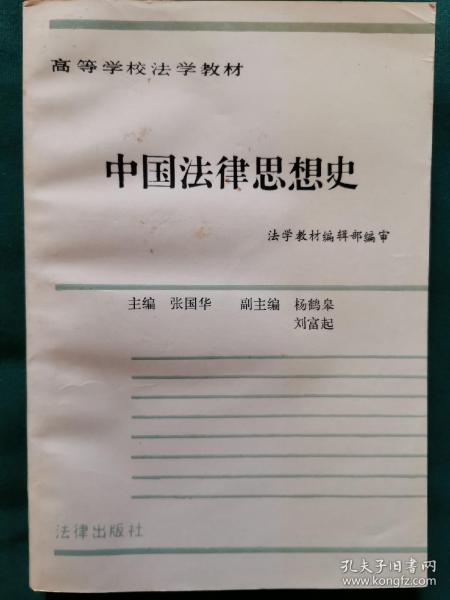 高等学校法学教材
中国法律思想史
法学教材编辑部编审
主编 张国华 副主编 杨鹤皋
刘富起
法律出版社
孔夫子旧书网
www.kongfz.com